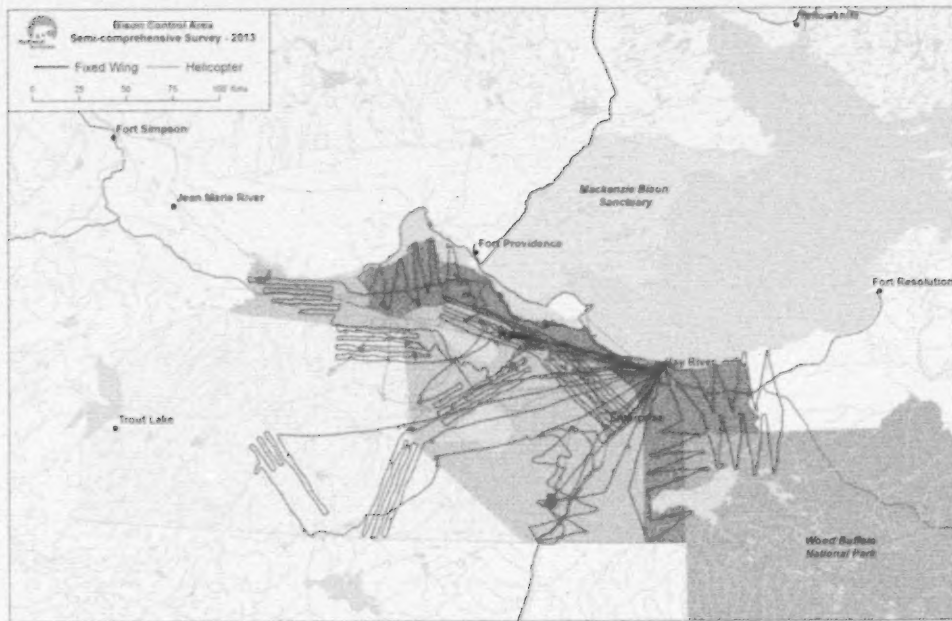 Bison Control Area
Semi-comprehensive Survey - 2013
Fixed Wing
Helicopter
0 25 50 75 100 Kms
Yellowknife
Fort Simpson
Jean Marie River
Mackenzie Bison
Sanctuary
Fort Providence
Fort Resolution
Hay River
Enterprise
Trout Lake
Wood Buffalo
National Park